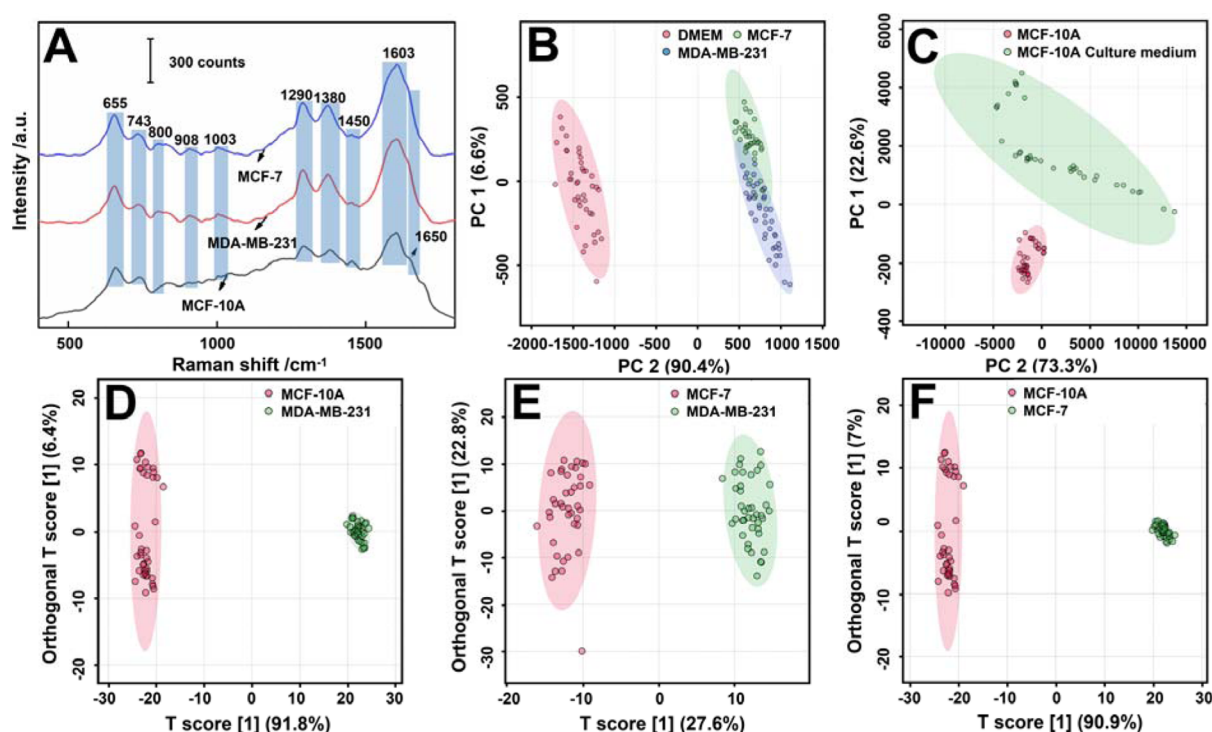 A
300 counts
1603
655
743
800
908
1003
1290
1380
1450
MCF-7
MDA-MB-231
1650
MCF-10A
Intensity /a.u.
500
1000
1500
Raman shift /cm⁻¹
B
DMEM
MCF-7
MDA-MB-231
500
0
-500
PC 1 (6.6%)
-2000
-1500
-1000
-500
0
500
1000
1500
PC 2 (90.4%)
C
MCF-10A
MCF-10A Culture medium
6000
4000
2000
0
-200
-400
PC 1 (22.6%)
-10000
-5000
0
5000
10000
15000
PC 2 (73.3%)
D
MCF-10A
MDA-MB-231
20
10
0
-10
-20
Orthogonal T score [1] (6.4%)
-30
-20
-10
0
10
20
30
T score [1] (91.8%)
E
MCF-7
MDA-MB-231
20
10
0
-10
-20
-30
Orthogonal T score [1] (22.8%)
-10
0
10
T score [1] (27.6%)
F
MCF-10A
MCF-7
20
10
0
-10
-20
Orthogonal T score [1] (7%)
-30
-20
-10
0
10
20
30
T score [1] (90.9%)